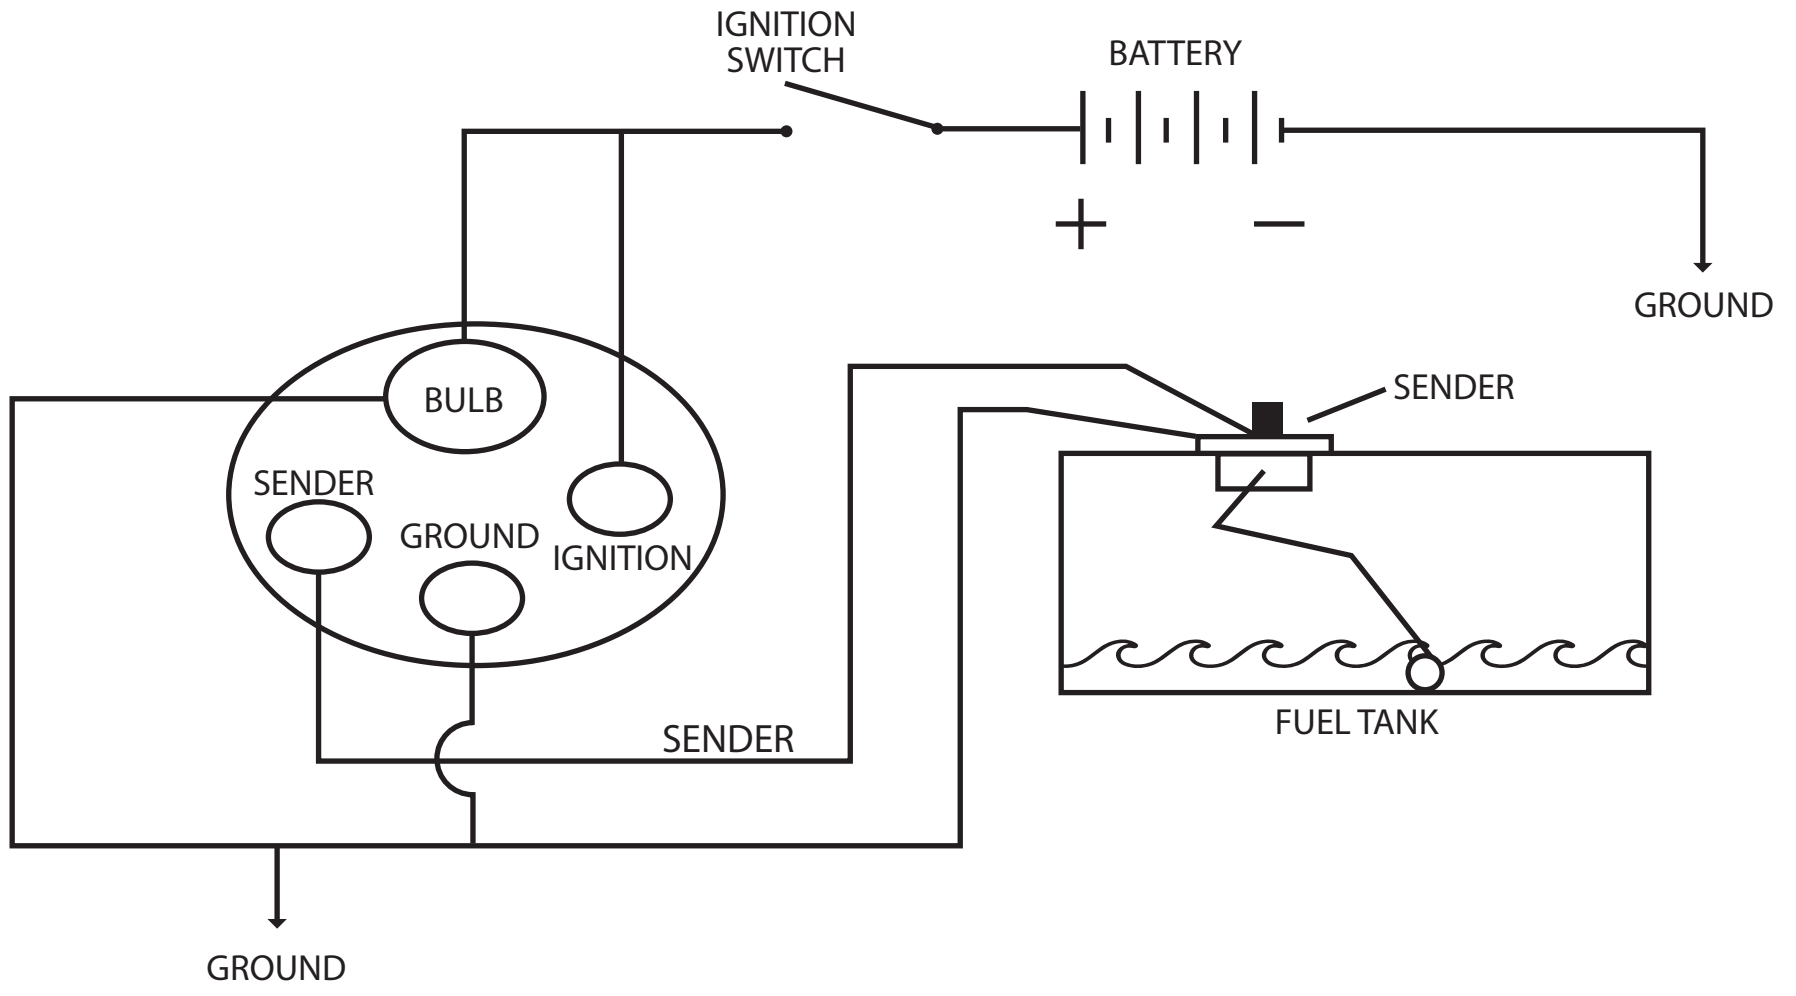 IGNITION
SWITCH
BATTERY
+
−
GROUND
SENDER
BULB
SENDER
GROUND
IGNITION
SENDER
FUEL TANK
GROUND